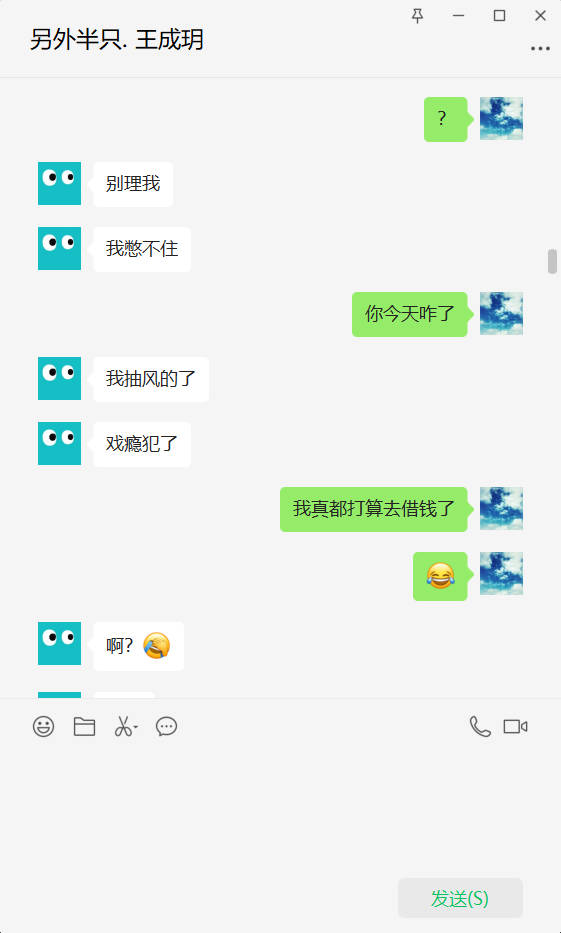 另外半只. 王成玥
?
别理我
我憋不住
你今天咋了
我抽风的了
戏瘾犯了
我真都打算去借钱了
😂
啊？🤦
发送(S)